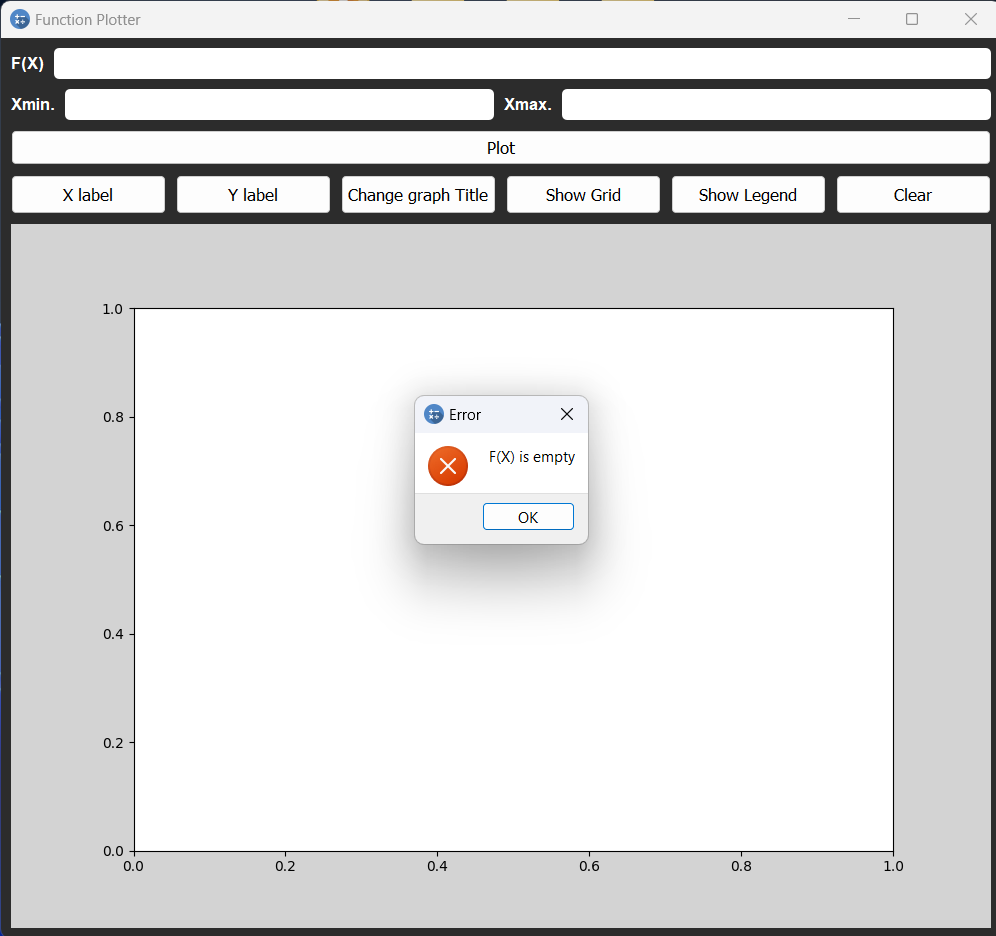 Function Plotter
F(X)
Xmin. Xmax.
Plot
X label Y label Change graph Title Show Grid Show Legend Clear
1.0
0.8
Error
F(X) is empty
OK
0.6
0.4
0.2
0.0
0.0 0.2 0.4 0.6 0.8 1.0